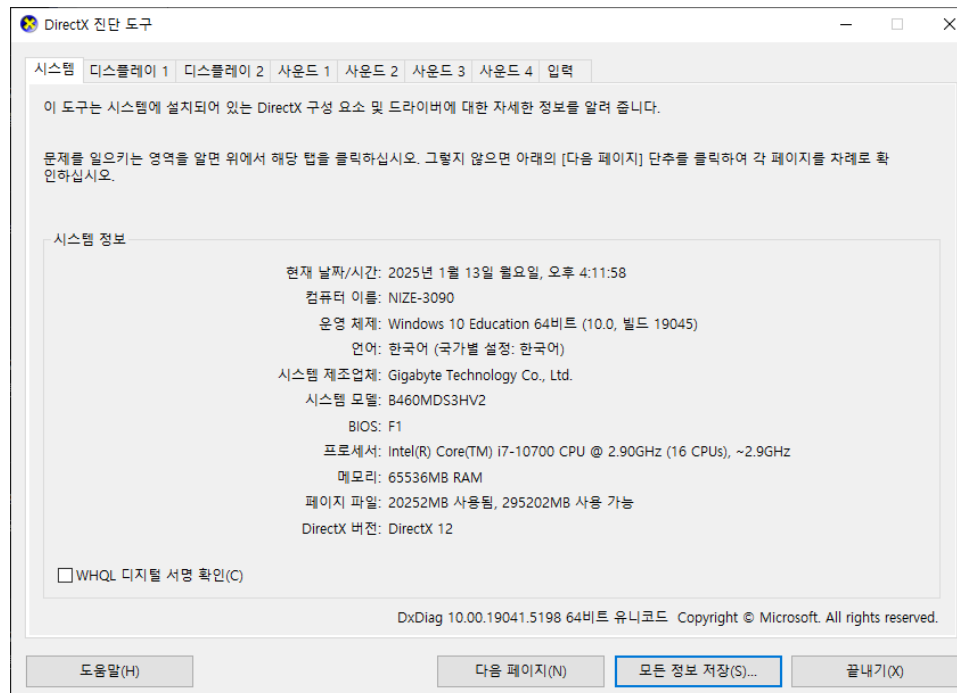 DirectX 진단 도구
시스템 디스플레이 1 디스플레이 2 사운드 1 사운드 2 사운드 3 사운드 4 입력
이 도구는 시스템에 설치되어 있는 DirectX 구성 요소 및 드라이버에 대한 자세한 정보를 알려 줍니다.
문제를 일으키는 영역을 알면 위에서 해당 탭을 클릭하십시오. 그렇지 않으면 아래의 [다음 페이지] 단추를 클릭하여 각 페이지를 차례로 확
인하십시오.
시스템 정보
현재 날짜/시간: 2025년 1월 13일 월요일, 오후 4:11:58
컴퓨터 이름: NIZE-3090
운영 체제: Windows 10 Education 64비트 (10.0, 빌드 19045)
언어: 한국어 (국가별 설정: 한국어)
시스템 제조업체: Gigabyte Technology Co., Ltd.
시스템 모델: B460MDS3HV2
BIOS: F1
프로세서: Intel(R) Core(TM) i7-10700 CPU @ 2.90GHz (16 CPUs), ~2.9GHz
메모리: 65536MB RAM
페이지 파일: 20252MB 사용됨, 295202MB 사용 가능
DirectX 버전: DirectX 12
WHQL 디지털 서명 확인(C)
DxDiag 10.00.19041.5198 64비트 유니코드 Copyright © Microsoft. All rights reserved.
도움말(H) 다음 페이지(N) 모든 정보 저장(S)... 끝내기(X)